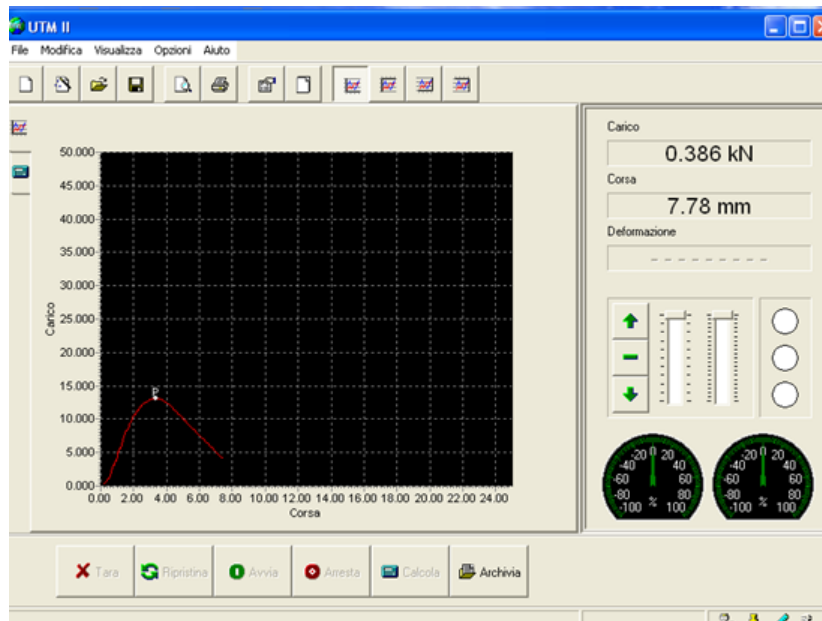 UTM II
File Modifica Visualizza Opzioni Aiuto
Carico
0.386 kN
Corsa
7.78 mm
Deformazione
- - - - - - - - -
50.000
45.000
40.000
35.000
30.000
25.000
20.000
15.000
10.000
5.000
0.000
Carico
P
0.00 2.00 4.00 6.00 8.00 10.00 12.00 14.00 16.00 18.00 20.00 22.00 24.00
Corsa
-100 -80 -60 -40 -20 0 20 40 60 80 100
%
-100 -80 -60 -40 -20 0 20 40 60 80 100
%
Tara Ripristina Avvia Arresta Calcola Archivia